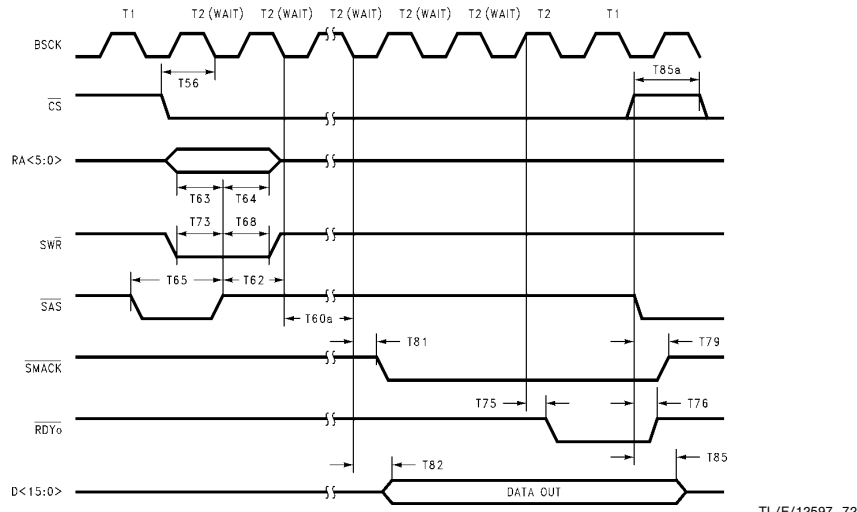 T1 T2 (WAIT) T2 (WAIT) T2 (WAIT) T2 (WAIT) T2 (WAIT) T2 T1
BSCK
T56
T85a
CS
RA<5:0>
T63 T64
T73 T68
SWR
T65 T62
SAS
T60a
T81 T79
SMACK
T75 T76
RDYo
T82 T85
D<15:0> DATA OUT
TL/F/12597-72